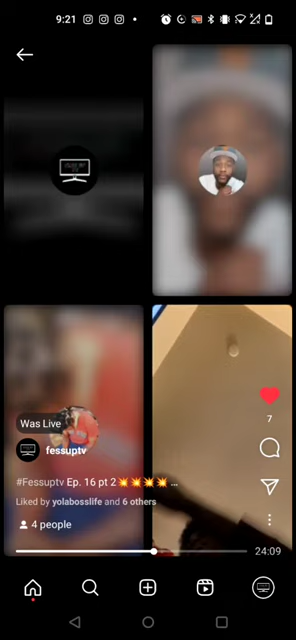 9:21
Was Live
fessuptv
7
#Fessuptv Ep. 16 pt 2💥💥💥💥 ...
Liked by yolabosslife and 6 others
4 people
24:09